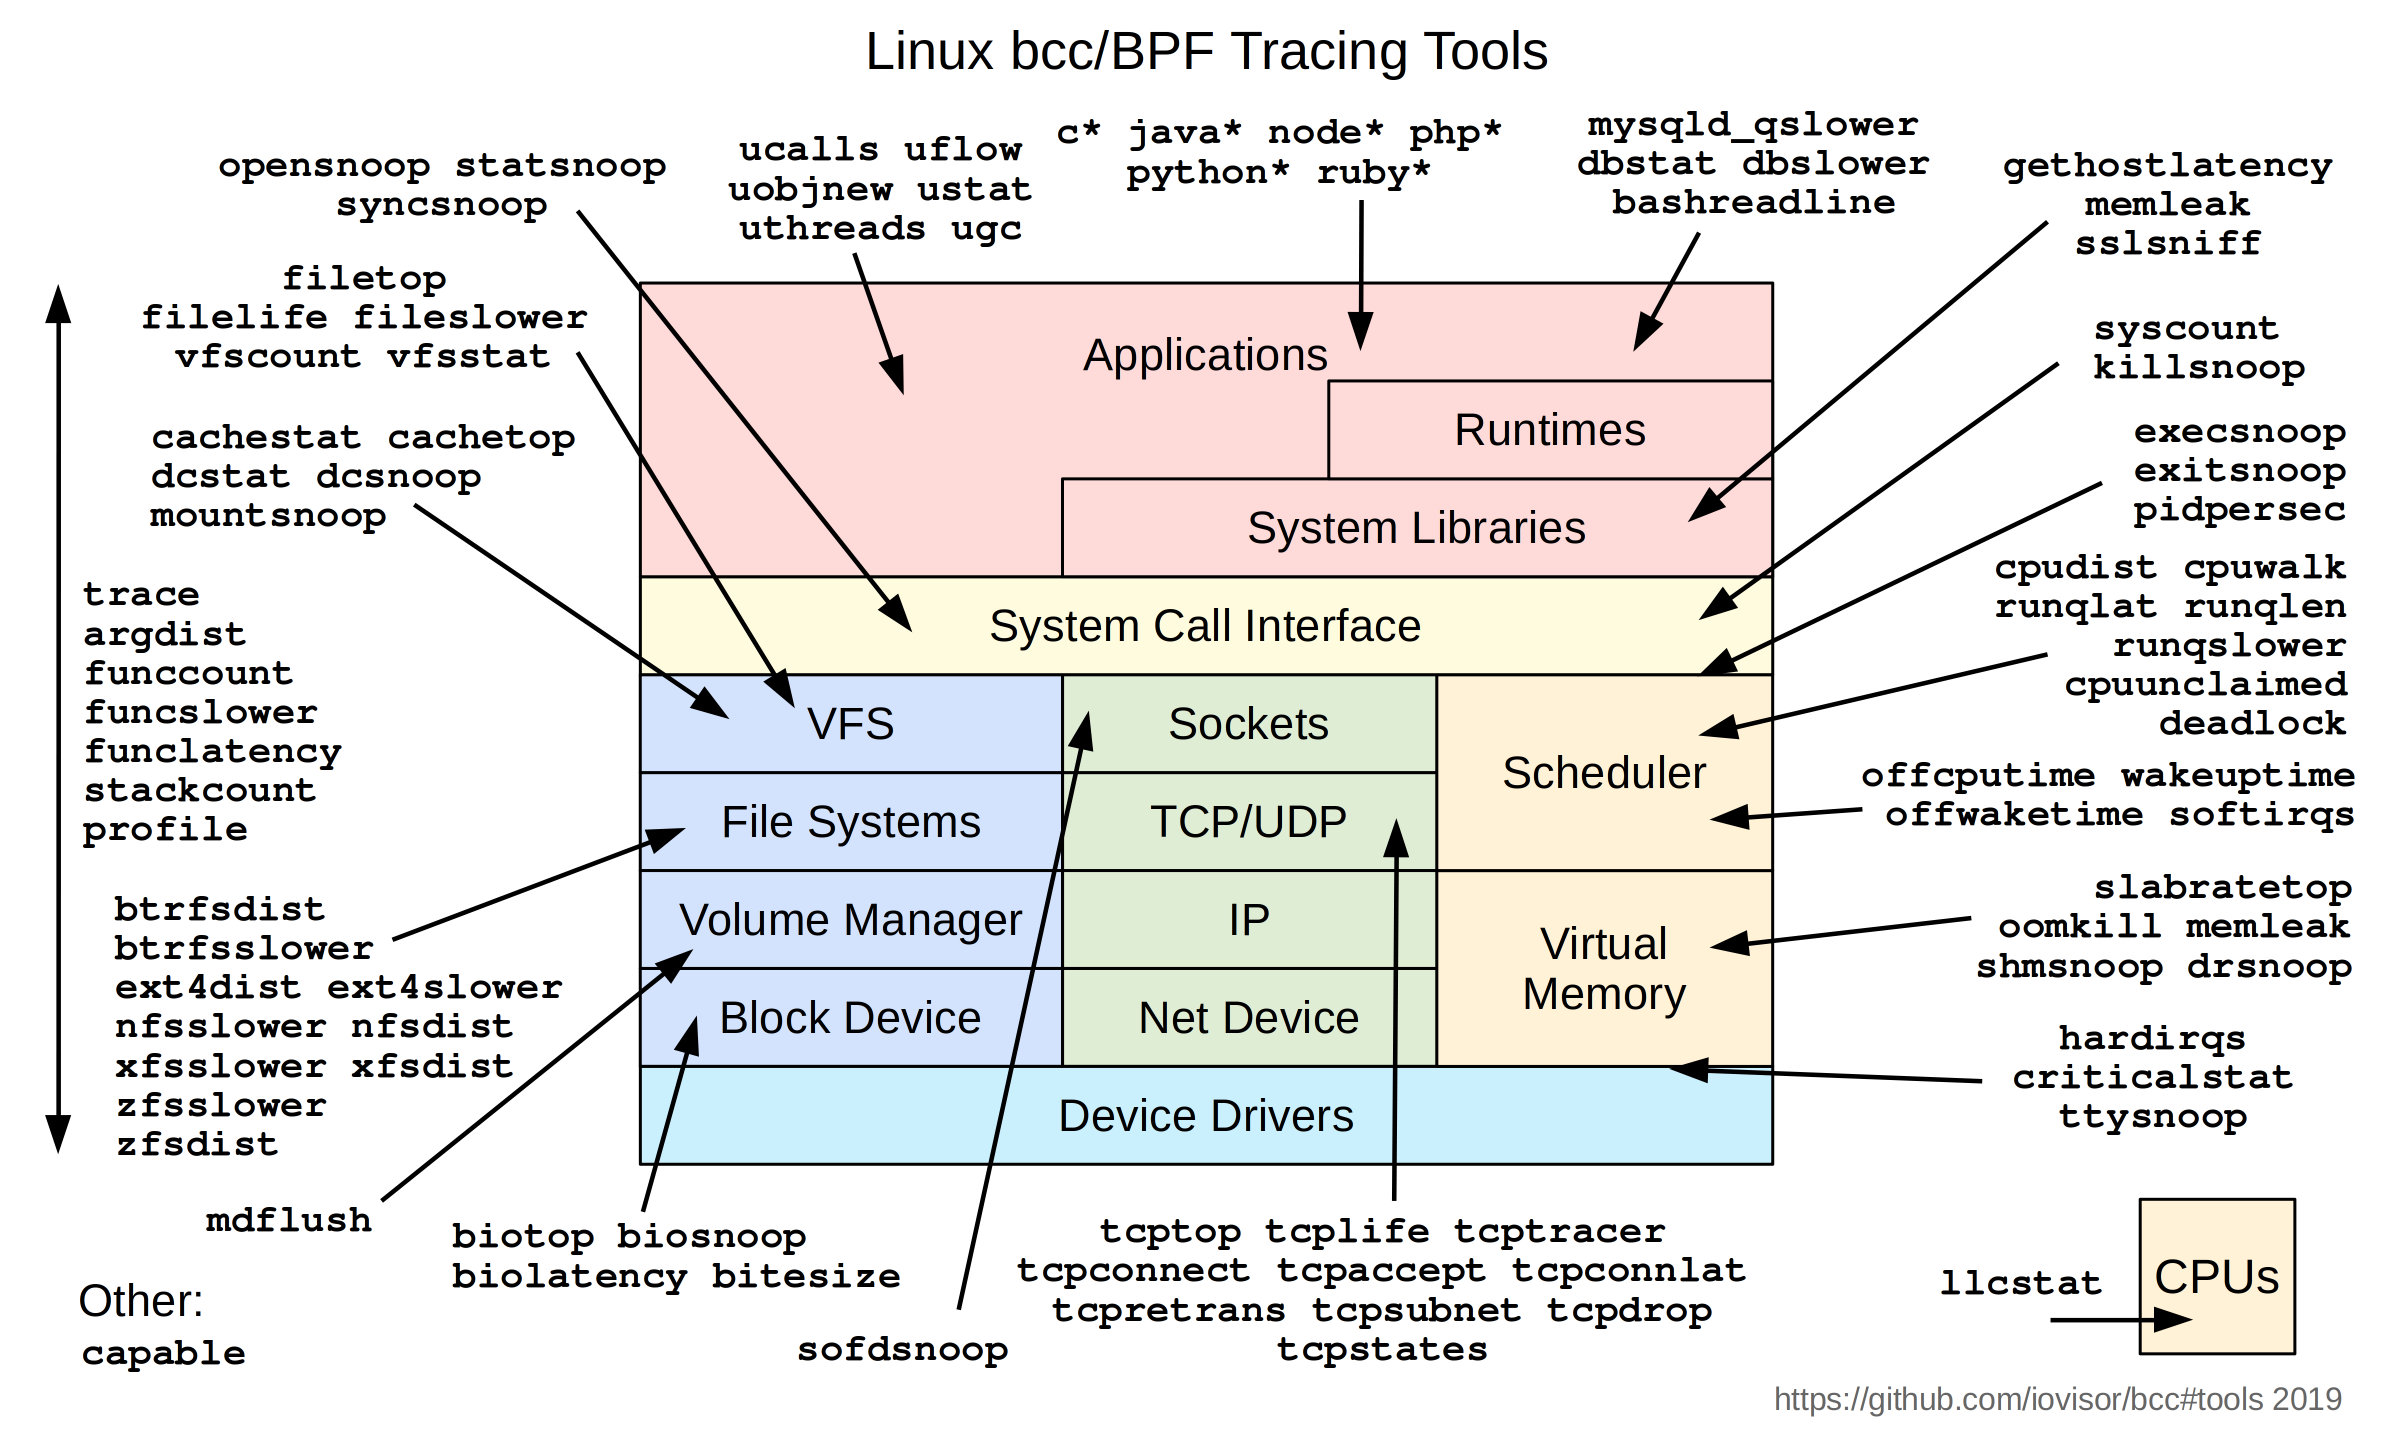 Linux bcc/BPF Tracing Tools
opensnoop statsnoop
syncsnoop
filetop
filelife fileslower
vfscount vfsstat
cachestat cachetop
dcstat dcsnoop
mountsnoop
trace
argdist
funccount
funcslower
funclatency
stackcount
profile
btrfsdist
btrfsslower
ext4dist ext4slower
nfsslower nfsdist
xfsslower xfsdist
zfsslower
zfsdist
mdflush
Other:
capable
ucalls uflow
uobjnew ustat
uthreads ugc
c* java* node* php*
python* ruby*
mysqld_qslower
dbstat dbslower
bashreadline
Applications
Runtimes
System Libraries
System Call Interface
VFS
Sockets
Scheduler
File Systems
TCP/UDP
Volume Manager
IP
Virtual
Memory
Block Device
Net Device
Device Drivers
biotop biosnoop
biolatency bitesize
sofdsnoop
tcptop tcplife tcptracer
tcpconnect tcpaccept tcpconnlat
tcpretrans tcpsubnet tcpdrop
tcpstates
gethostlatency
memleak
sslsniff
syscount
killsnoop
execsnoop
exitsnoop
pidpersec
cpudist cpuwalk
runqlat runqlen
runqslower
cpuunclaimed
deadlock
offcputime wakeuptime
offwaketime softirqs
slabratetop
oomkill memleak
shmsnoop drsnoop
hardirqs
criticalstat
ttysnoop
llcstat
CPUs
https://github.com/iovisor/bcc#tools 2019